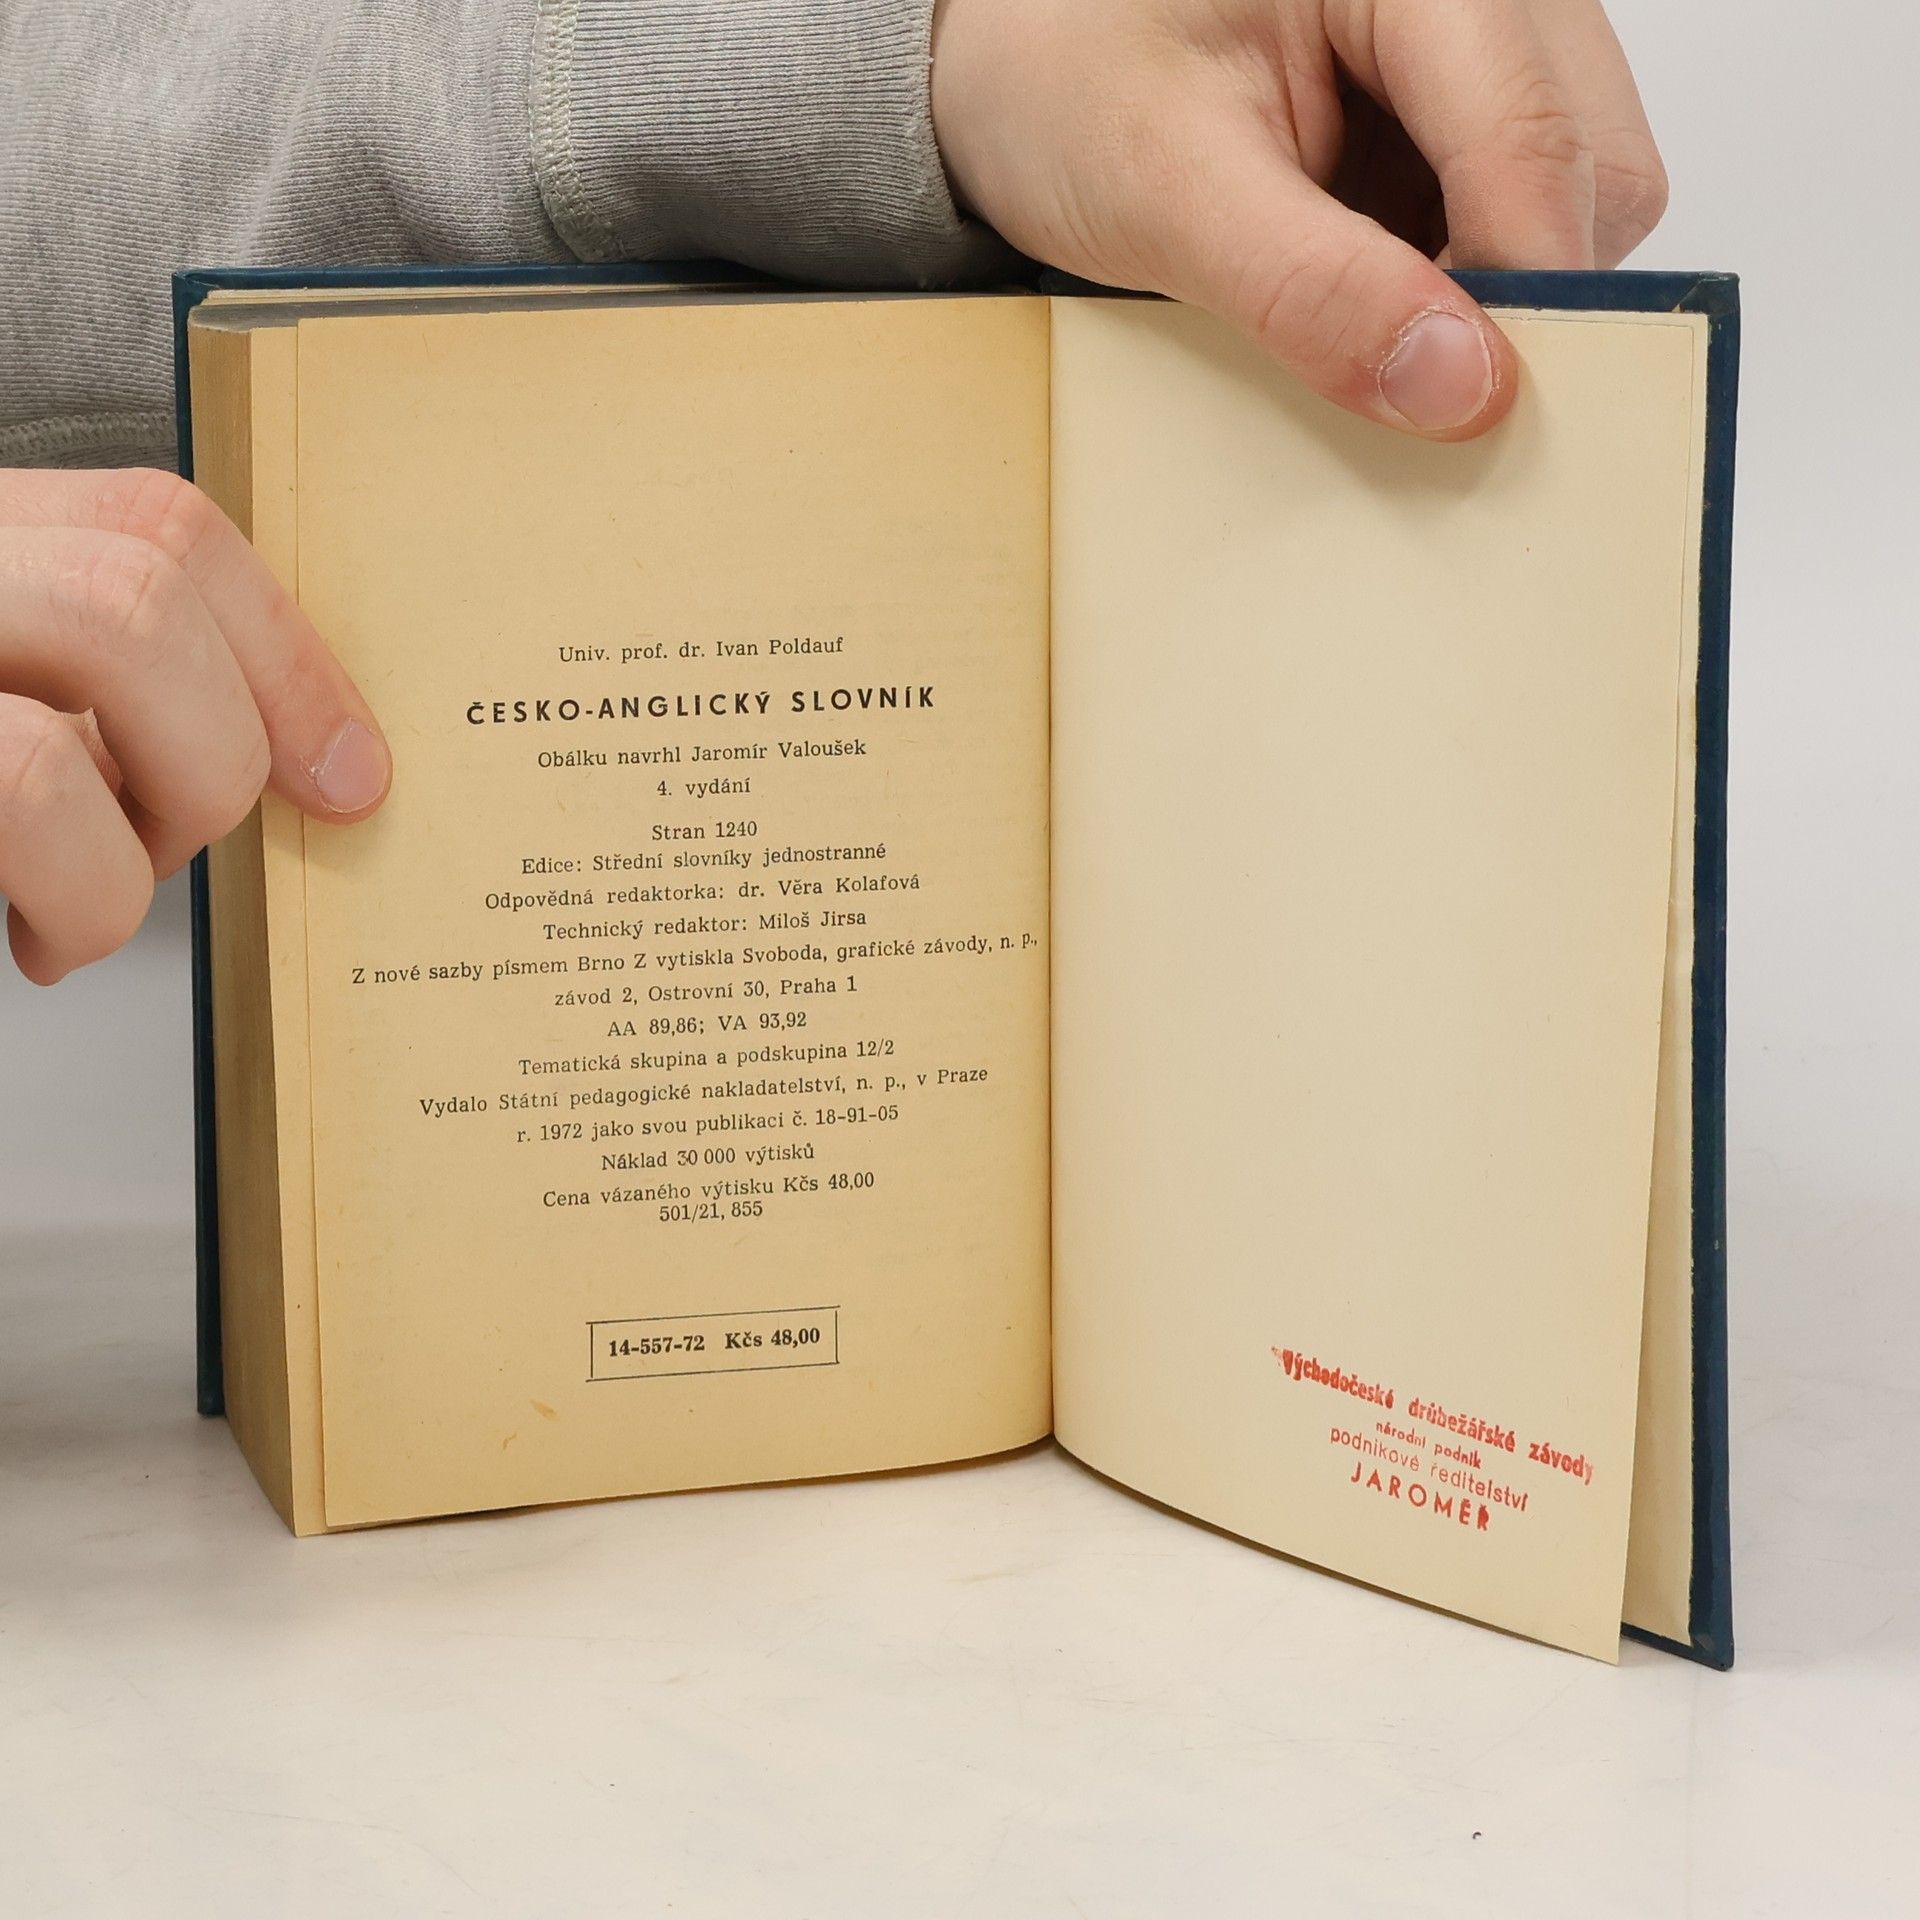 Univ. prof. dr. Ivan Poldauf
ČESKO-ANGLICKÝ SLOVNÍK
Obálku navrhl Jaromír Valoušek
4. vydání
Stran 1240
Edice: Střední slovníky jednostranné
Odpovědná redaktorka: dr. Věra Kolafová
Technický redaktor: Miloš Jirsa
Z nové sazby písmem Brno Z vytiskla Svoboda, grafické závody, n. p.,
závod 2, Ostrovní 30, Praha 1
AA 89,86; VA 93,92
Tematická skupina a podskupina 12/2
Vydalo Státní pedagogické nakladatelství, n. p., v Praze
r. 1972 jako svou publikaci č. 18-91-05
Náklad 30 000 výtisků
Cena vázaného výtisku Kčs 48,00
501/21, 855
14-557-72 Kčs 48,00
Východočeské drůbežářské závody
národní podnik
podnikové ředitelství
JAROMĚŘ